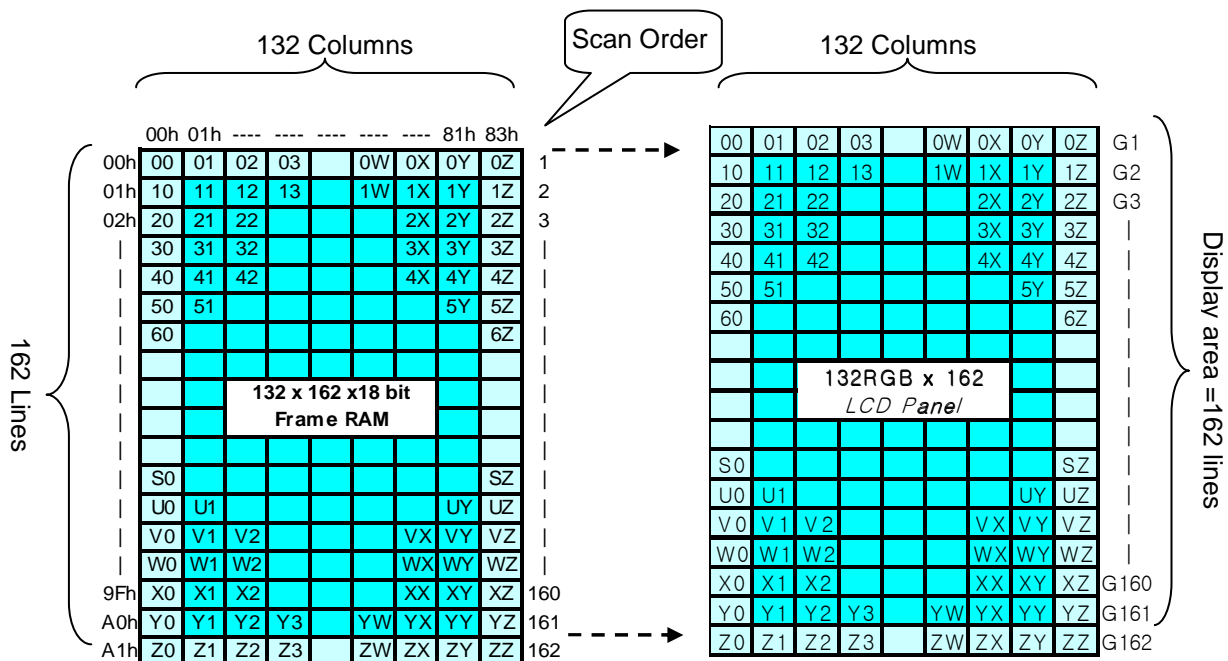 132 Columns
Scan Order
132 Columns
00h 01h ---- ---- ---- ---- ---- 81h 83h
00h 00 01 02 03 0W 0X 0Y 0Z 1
01h 10 11 12 13 1W 1X 1Y 1Z 2
02h 20 21 22 2X 2Y 2Z 3
30 31 32 3X 3Y 3Z
40 41 42 4X 4Y 4Z
50 51 5Y 5Z
60 6Z
132 x 162 x18 bit
Frame RAM
S0 SZ
U0 U1 UY UZ
V0 V1 V2 VX VY VZ
W0 W1 W2 WX WY WZ
9Fh X0 X1 X2 XX XY XZ 160
A0h Y0 Y1 Y2 Y3 YW YX YY YZ 161
A1h Z0 Z1 Z2 Z3 ZW ZX ZY ZZ 162
162 Lines
00 01 02 03 0W 0X 0Y 0Z G1
10 11 12 13 1W 1X 1Y 1Z G2
20 21 22 2X 2Y 2Z G3
30 31 32 3X 3Y 3Z
40 41 42 4X 4Y 4Z
50 51 5Y 5Z
60 6Z
132RGB x 162
LCD Panel
S0 SZ
U0 U1 UY UZ
V0 V1 V2 VX VY VZ
W0 W1 W2 WX WY WZ
X0 X1 X2 XX XY XZ G160
Y0 Y1 Y2 Y3 YW YX YY YZ G161
Z0 Z1 Z2 Z3 ZW ZX ZY ZZ G162
Display area =162 lines